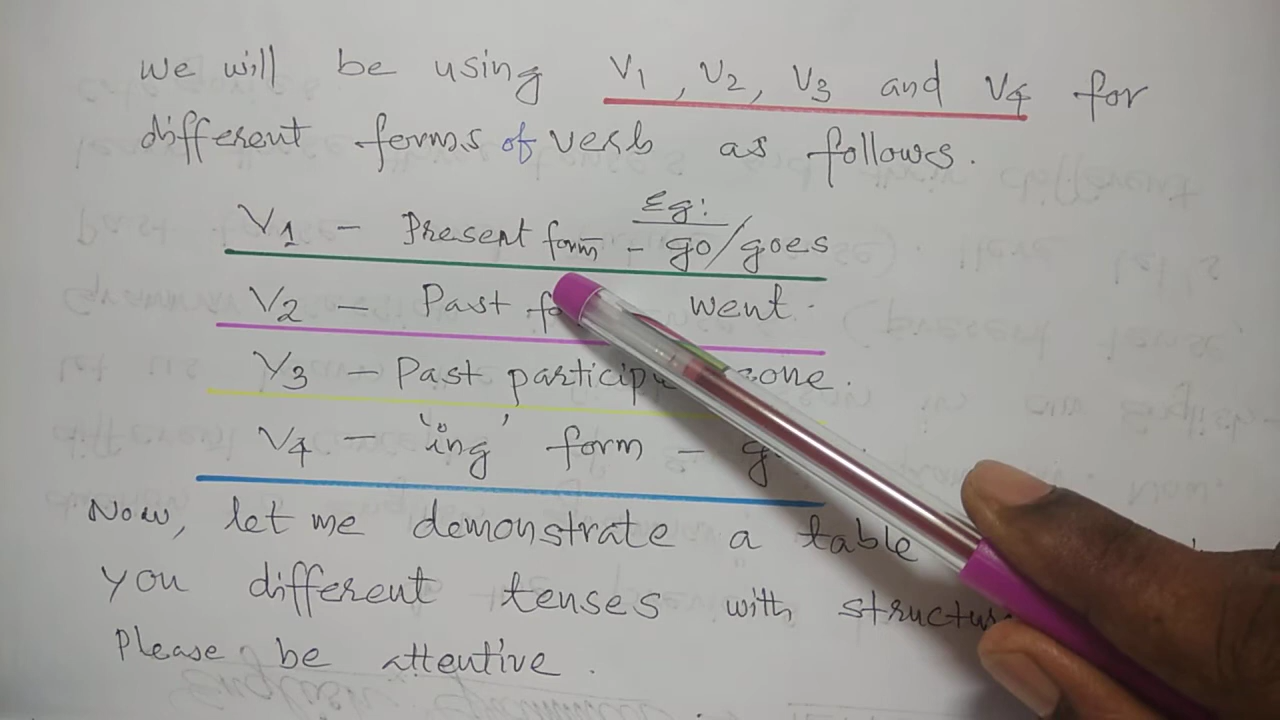 We will be using V1, V2, V3 and V4 for
different forms of verb as follows.
Eg:
V1 - Present form - go/goes
V2 - Past went.
V3 - Past gone.
V4 - 'ing' form -
Now, let me demonstrate a table
you different tenses with
Please be attentive.